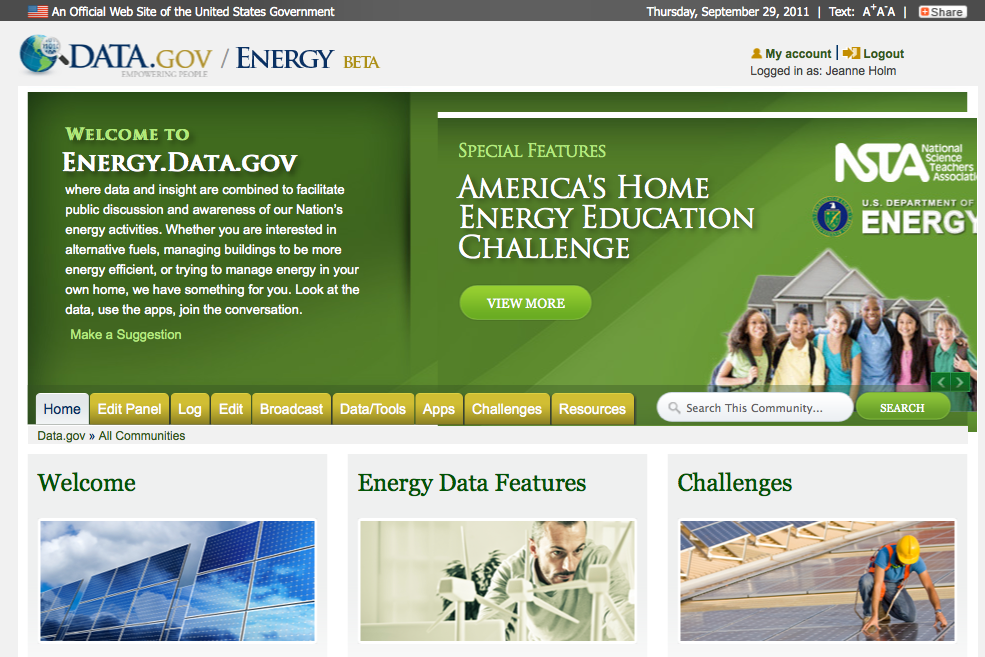 An Official Web Site of the United States Government
Thursday, September 29, 2011 | Text: A+ A- A | Share
DATA.GOV / ENERGY BETA
EMPOWERING PEOPLE
My account | Logout
Logged in as: Jeanne Holm
WELCOME TO
ENERGY.DATA.GOV
where data and insight are combined to facilitate
public discussion and awareness of our Nation's
energy activities. Whether you are interested in
alternative fuels, managing buildings to be more
energy efficient, or trying to manage energy in your
own home, we have something for you. Look at the
data, use the apps, join the conversation.
Make a Suggestion
SPECIAL FEATURES
AMERICA'S HOME
ENERGY EDUCATION
CHALLENGE
VIEW MORE
NSTA
National
Science
Teachers
Associati
U.S. DEPARTMENT OF
ENERGY
Home
Edit Panel
Log
Edit
Broadcast
Data/Tools
Apps
Challenges
Resources
Search This Community...
SEARCH
Data.gov » All Communities
Welcome
Energy Data Features
Challenges